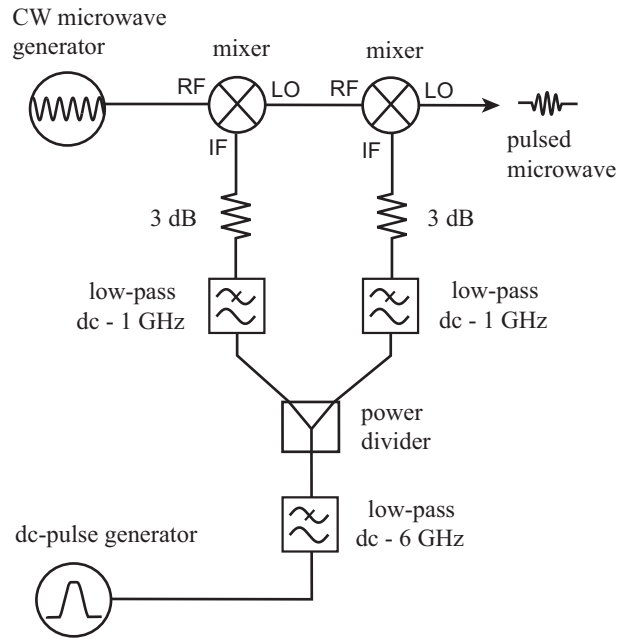 CW microwave
generator
mixer
mixer
RF
LO
RF
LO
IF
IF
pulsed
microwave
3 dB
3 dB
low-pass
dc - 1 GHz
low-pass
dc - 1 GHz
power
divider
low-pass
dc - 6 GHz
dc-pulse generator